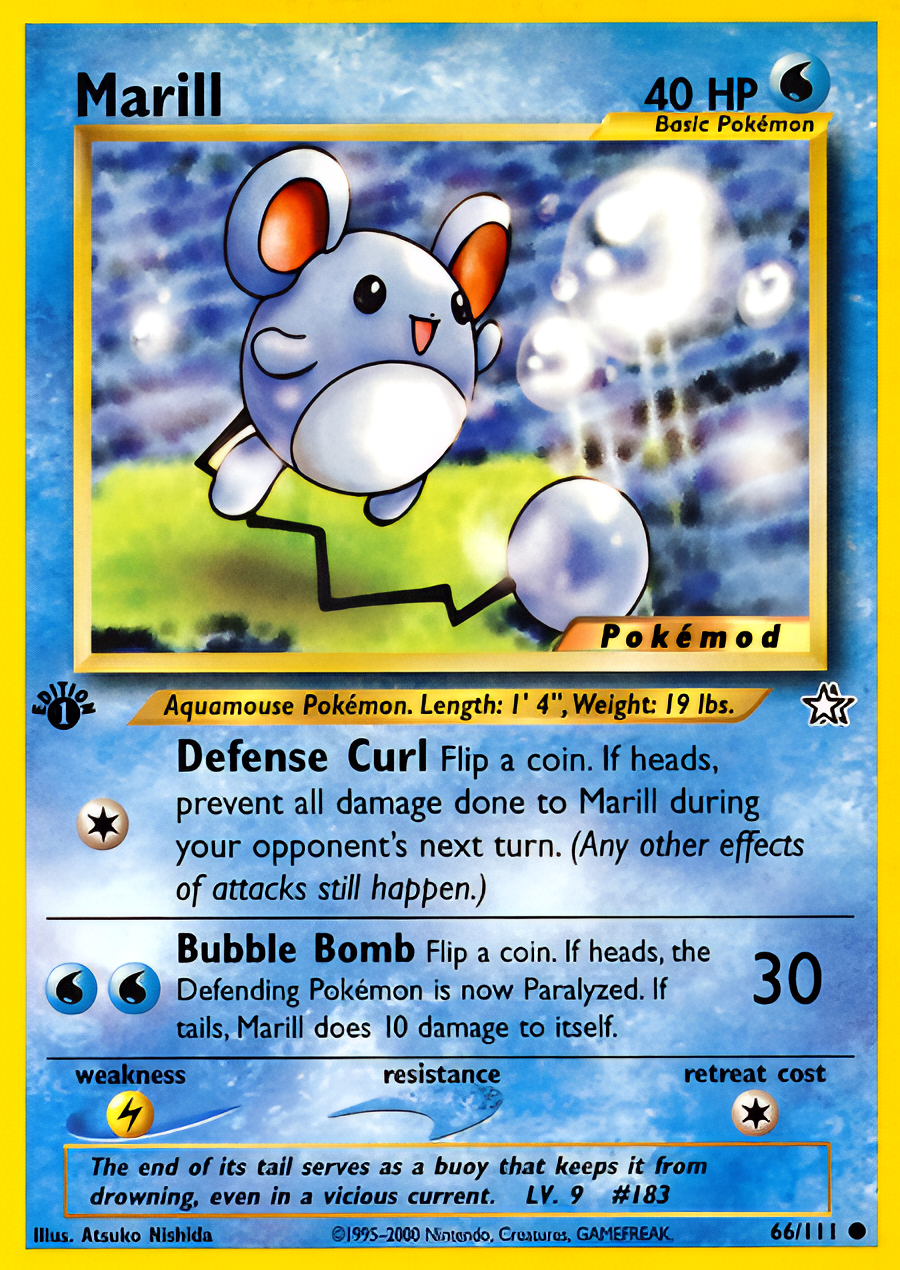 Marill
40 HP
Basic Pokémon
Pokémod
EDITION
1
Aquamouse Pokémon. Length: 1' 4", Weight: 19 lbs.
Defense Curl Flip a coin. If heads,
prevent all damage done to Marill during
your opponent's next turn. (Any other effects
of attacks still happen.)
Bubble Bomb Flip a coin. If heads, the
Defending Pokémon is now Paralyzed. If
tails, Marill does 10 damage to itself.
30
weakness
resistance
retreat cost
The end of its tail serves as a buoy that keeps it from
drowning, even in a vicious current. LV. 9 #183
Illus. Atsuko Nishida
©1995-2000 Nintendo, Creatures, GAMEFREAK.
66/111